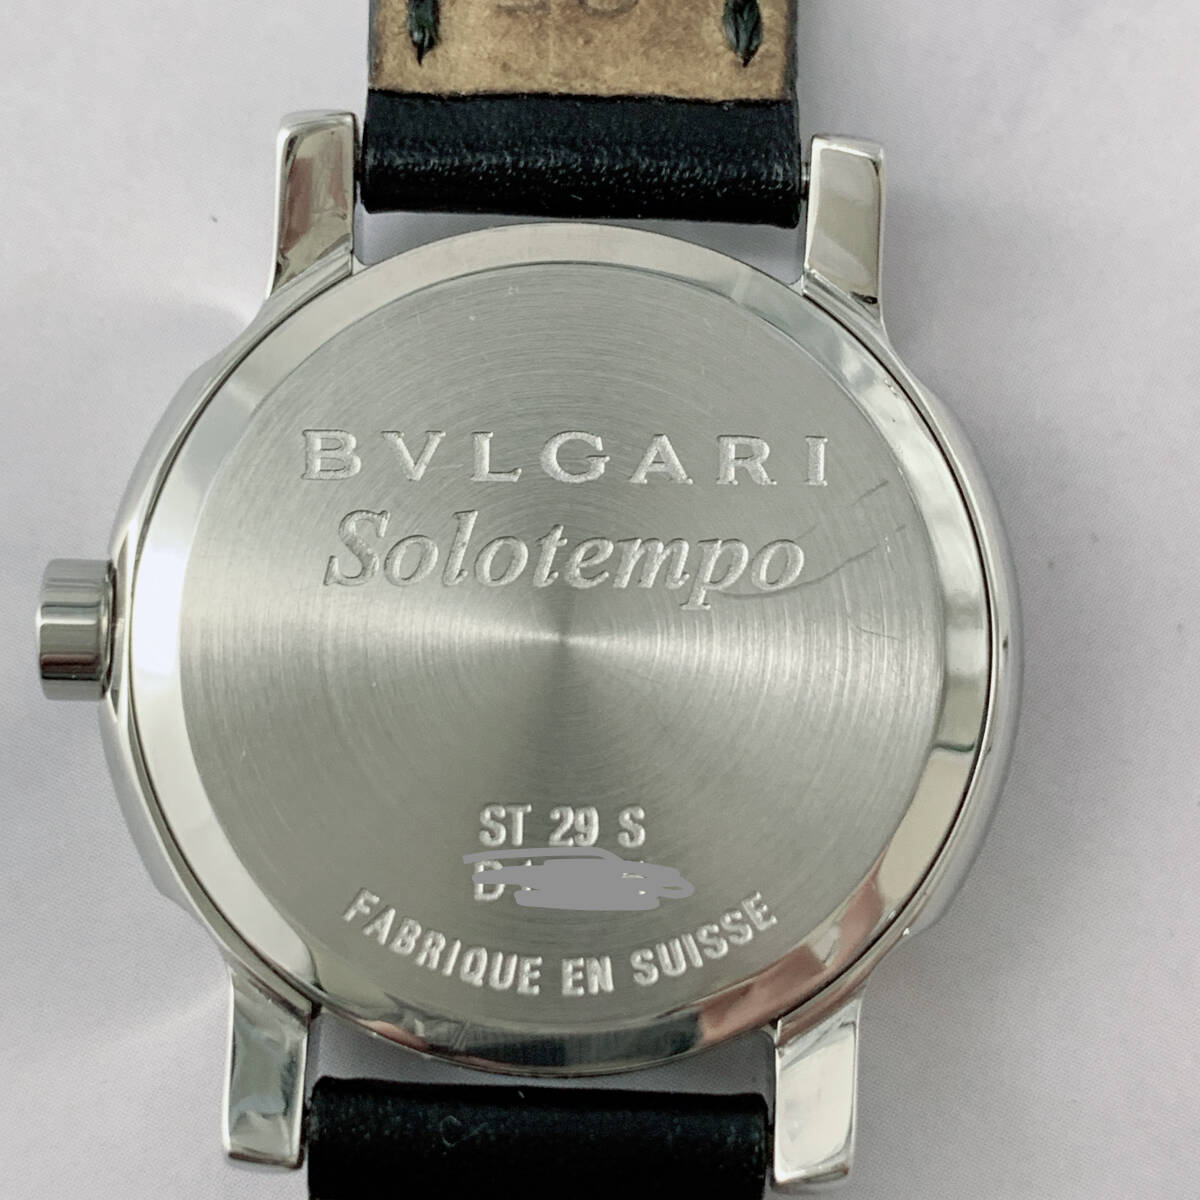 BVLGARI
Solotempo
ST 29 S
FABRIQUE EN SUISSE